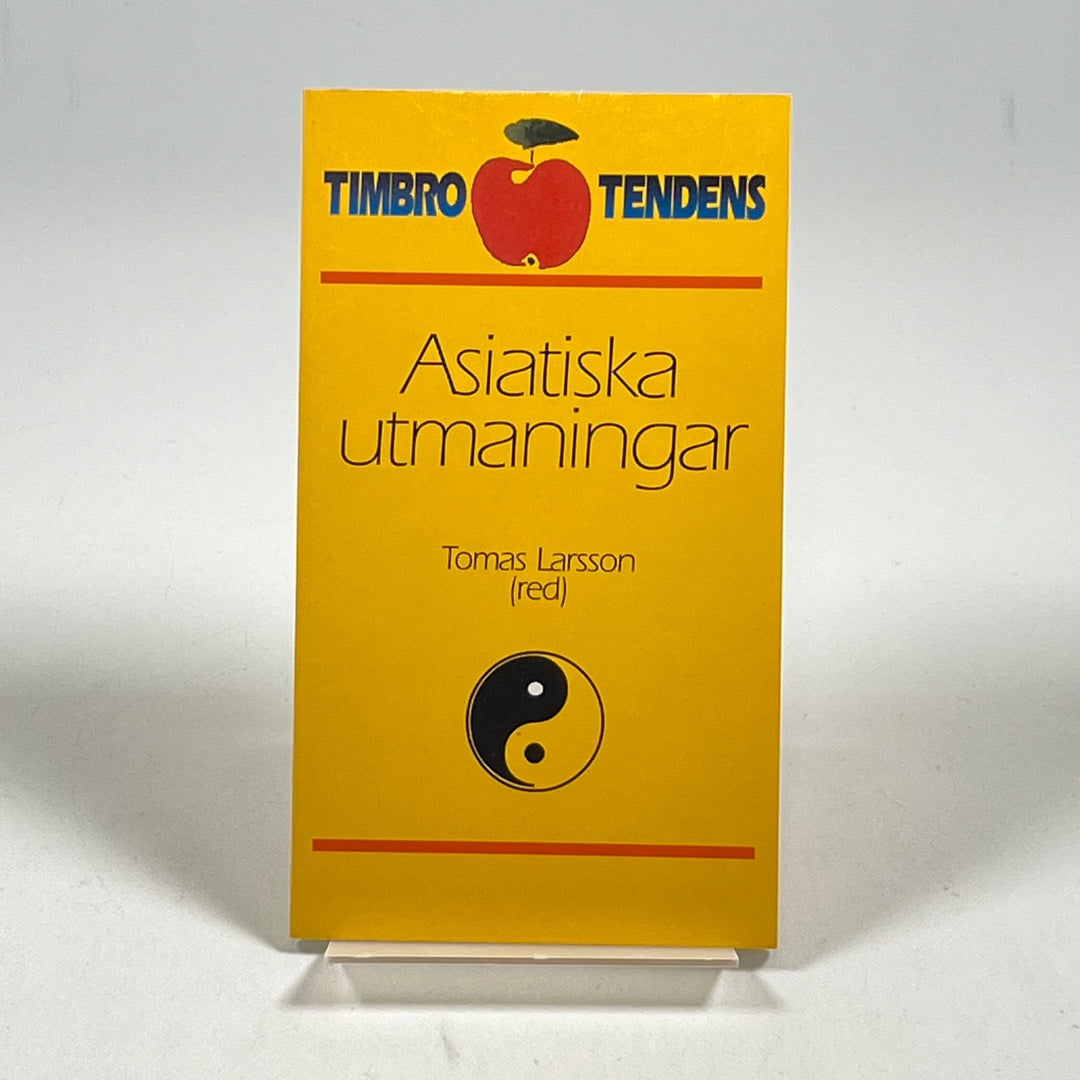 TIMBRO TENDENS
Asiatiska
utmaningar
Tomas Larsson
(red)